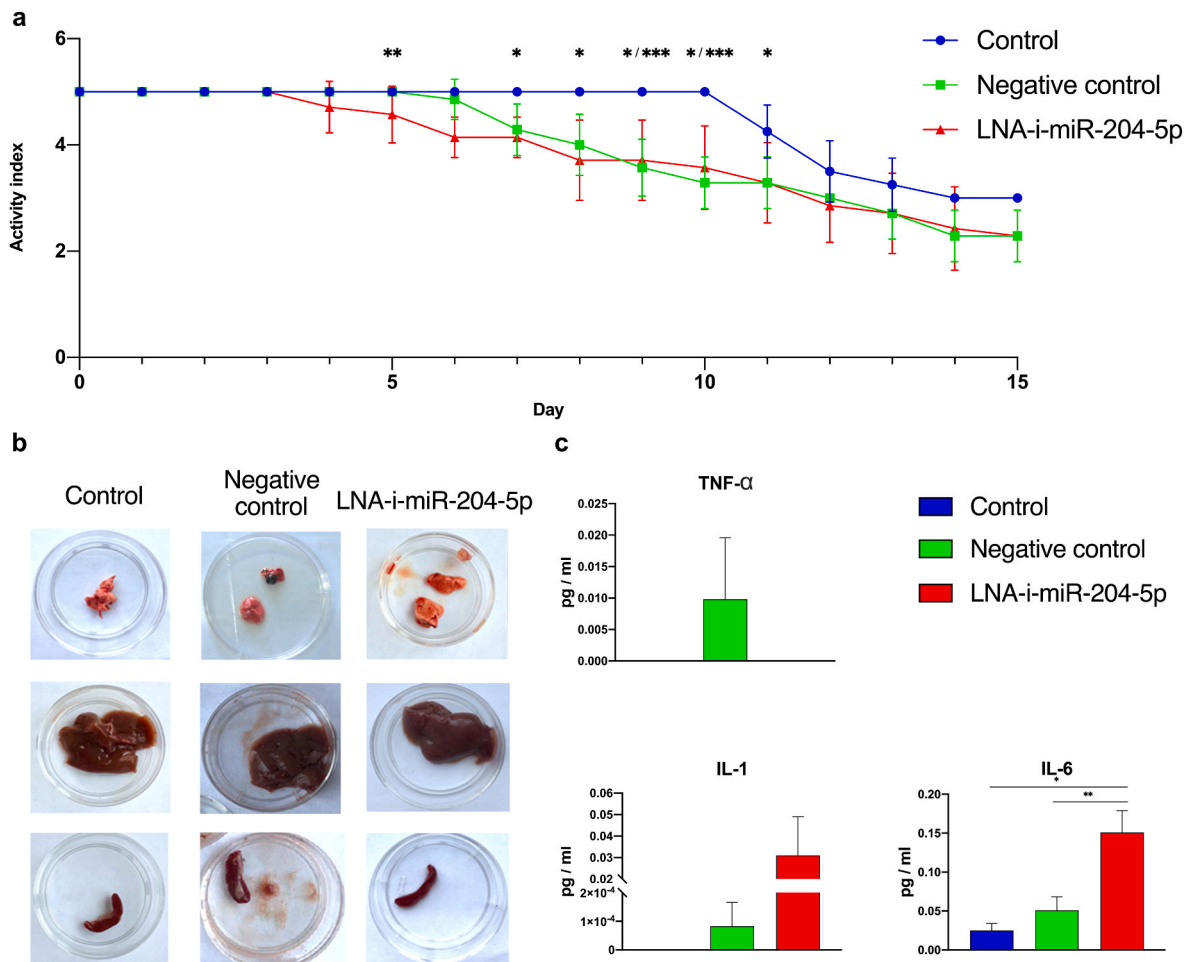 a
6
4
2
0
Activity index
** * * */*** */*** *
Control
Negative control
LNA-i-miR-204-5p
0 5 10 15
Day
b
Control
Negative
control
LNA-i-miR-204-5p
c
TNF-α
0.025
0.020
0.015
0.010
0.005
0.000
pg / ml
Control
Negative control
LNA-i-miR-204-5p
IL-1
0.06
0.05
0.04
0.03
0.02
2×10⁻⁴
1×10⁻⁴
0
pg / ml
IL-6
*
**
0.20
0.15
0.10
0.05
0.00
pg / ml